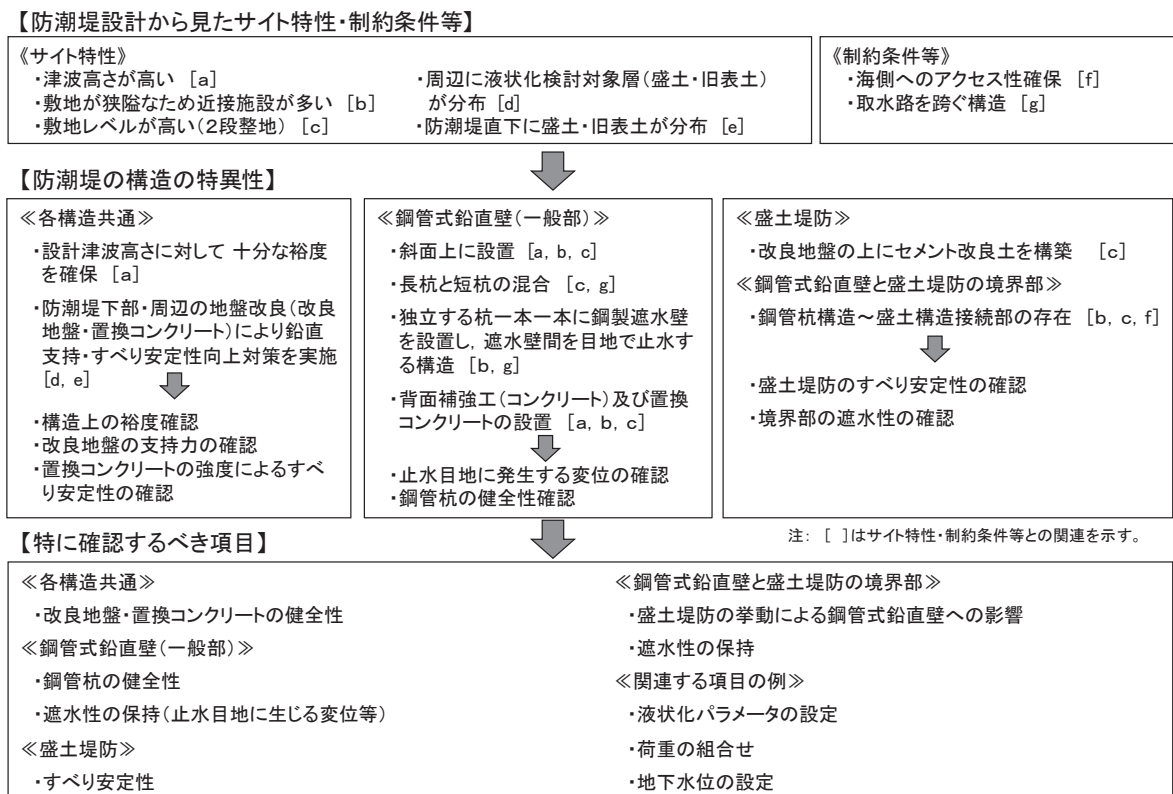 【防潮堤設計から見たサイト特性・制約条件等】
《サイト特性》
・津波高さが高い [a]
・敷地が狭隘なため近接施設が多い [b]
・敷地レベルが高い(2段整地) [c]
・周辺に液状化検討対象層(盛土・旧表土)
が分布 [d]
・防潮堤直下に盛土・旧表土が分布 [e]
《制約条件等》
・海側へのアクセス性確保 [f]
・取水路を跨ぐ構造 [g]
【防潮堤の構造の特異性】
≪各構造共通≫
・設計津波高さに対して 十分な裕度
を確保 [a]
・防潮堤下部・周辺の地盤改良(改良
地盤・置換コンクリート)により鉛直
支持・すべり安定性向上対策を実施
[d, e]
・構造上の裕度確認
・改良地盤の支持力の確認
・置換コンクリートの強度によるすべ
り安定性の確認
≪鋼管式鉛直壁(一般部)≫
・斜面上に設置 [a, b, c]
・長杭と短杭の混合 [c, g]
・独立する杭一本一本に鋼製遮水壁
を設置し,遮水壁間を目地で止水す
る構造 [b, g]
・背面補強工(コンクリート)及び置換
コンクリートの設置 [a, b, c]
・止水目地に発生する変位の確認
・鋼管杭の健全性確認
≪盛土堤防≫
・改良地盤の上にセメント改良土を構築 [c]
≪鋼管式鉛直壁と盛土堤防の境界部≫
・鋼管杭構造~盛土構造接続部の存在 [b, c, f]
・盛土堤防のすべり安定性の確認
・境界部の遮水性の確認
注: [ ]はサイト特性・制約条件等との関連を示す。
【特に確認するべき項目】
≪各構造共通≫
・改良地盤・置換コンクリートの健全性
≪鋼管式鉛直壁(一般部)≫
・鋼管杭の健全性
・遮水性の保持(止水目地に生じる変位等)
≪盛土堤防≫
・すべり安定性
≪鋼管式鉛直壁と盛土堤防の境界部≫
・盛土堤防の挙動による鋼管式鉛直壁への影響
・遮水性の保持
≪関連する項目の例≫
・液状化パラメータの設定
・荷重の組合せ
・地下水位の設定